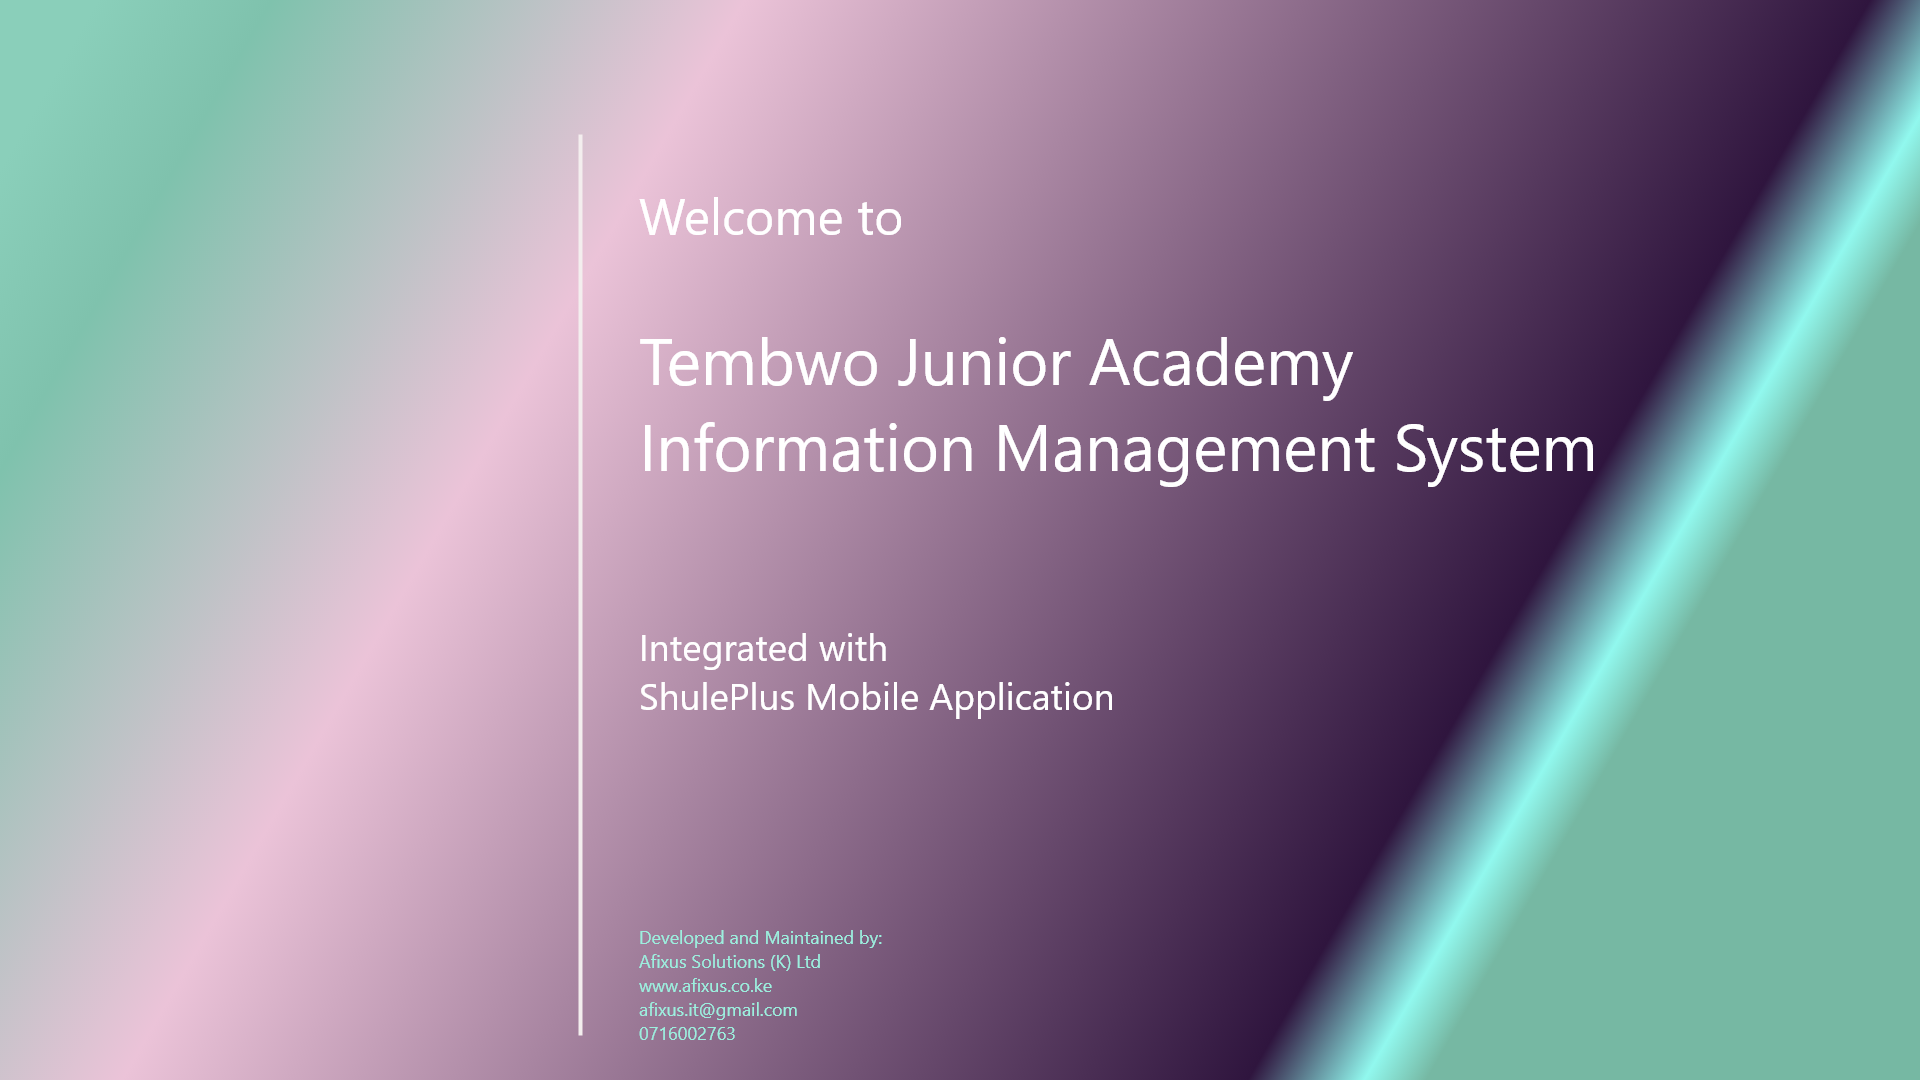 Welcome to
Tembwo Junior Academy
Information Management System
Integrated with
ShulePlus Mobile Application
Developed and Maintained by:
Afixus Solutions (K) Ltd
www.afixus.co.ke
afixus.it@gmail.com
0716002763